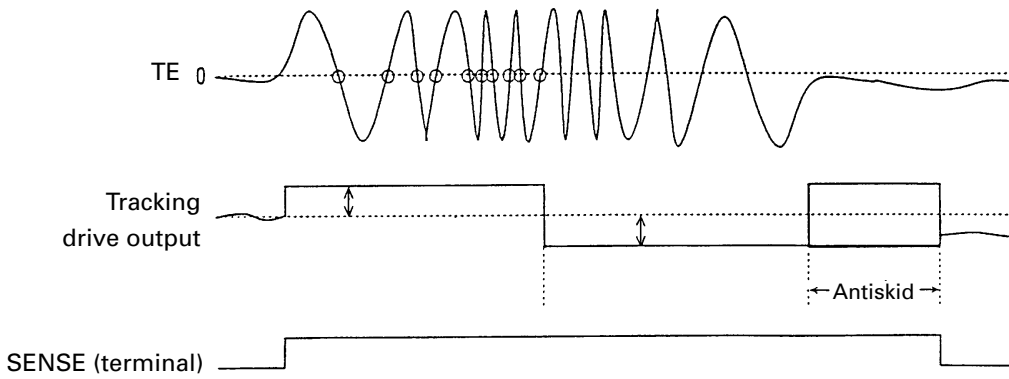 TE 0
Tracking
drive output
Antiskid
SENSE (terminal)